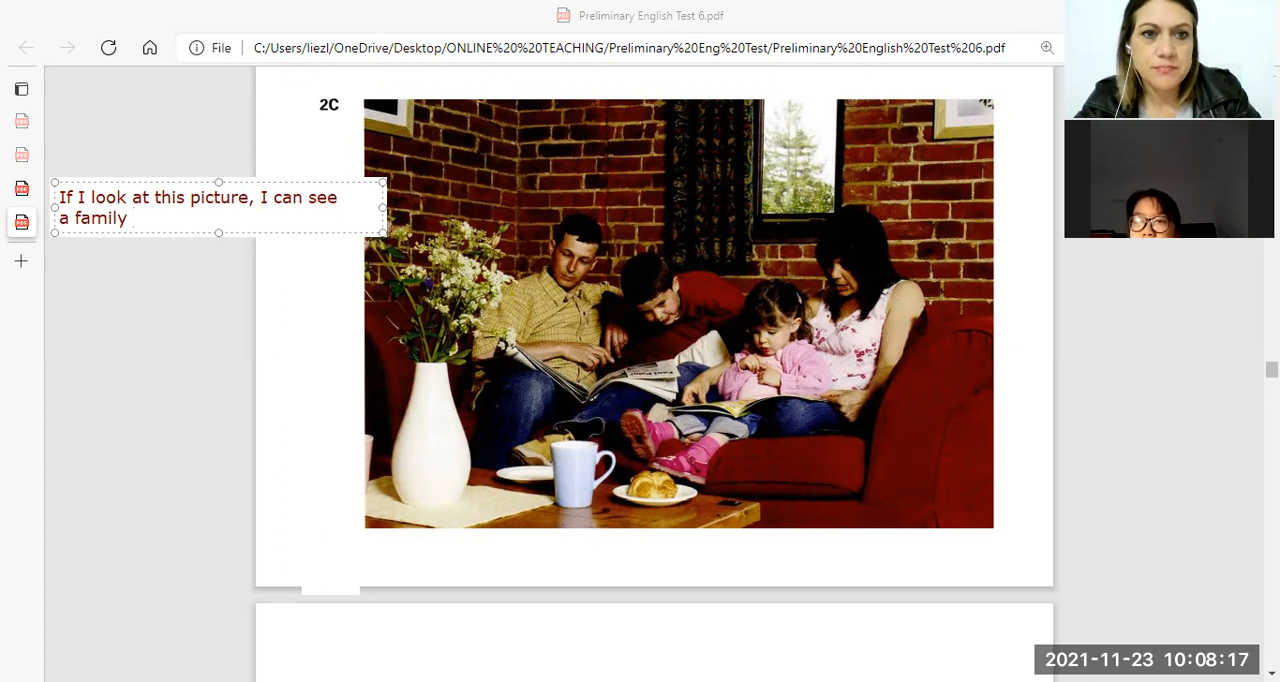 Preliminary English Test 6.pdf
File
C:/Users/liezl/OneDrive/Desktop/ONLINE%20%20TEACHING/Preliminary%20Eng%20Test/Preliminary%20English%20Test%206.pdf
2C
If I look at this picture, I can see
a family
2021-11-23 10:08:17